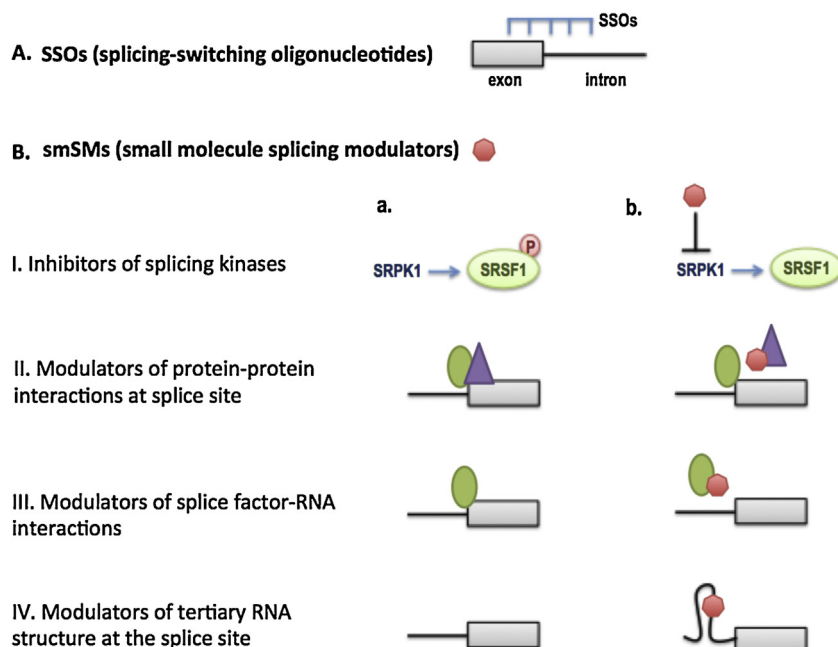 SSOs
A. SSOs (splicing-switching oligonucleotides)
exon intron
B. smSMs (small molecule splicing modulators)
a. b.
I. Inhibitors of splicing kinases
SRPK1 SRSF1 P
SRPK1 SRSF1
II. Modulators of protein-protein
interactions at splice site
III. Modulators of splice factor-RNA
interactions
IV. Modulators of tertiary RNA
structure at the splice site